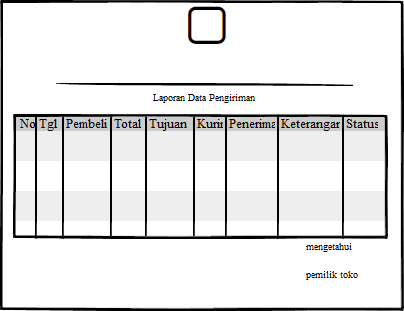 Laporan Data Pengiriman
No Tgl Pembeli Total Tujuan Kurir Penerima Keterangan Status
mengetahui
pemilik toko